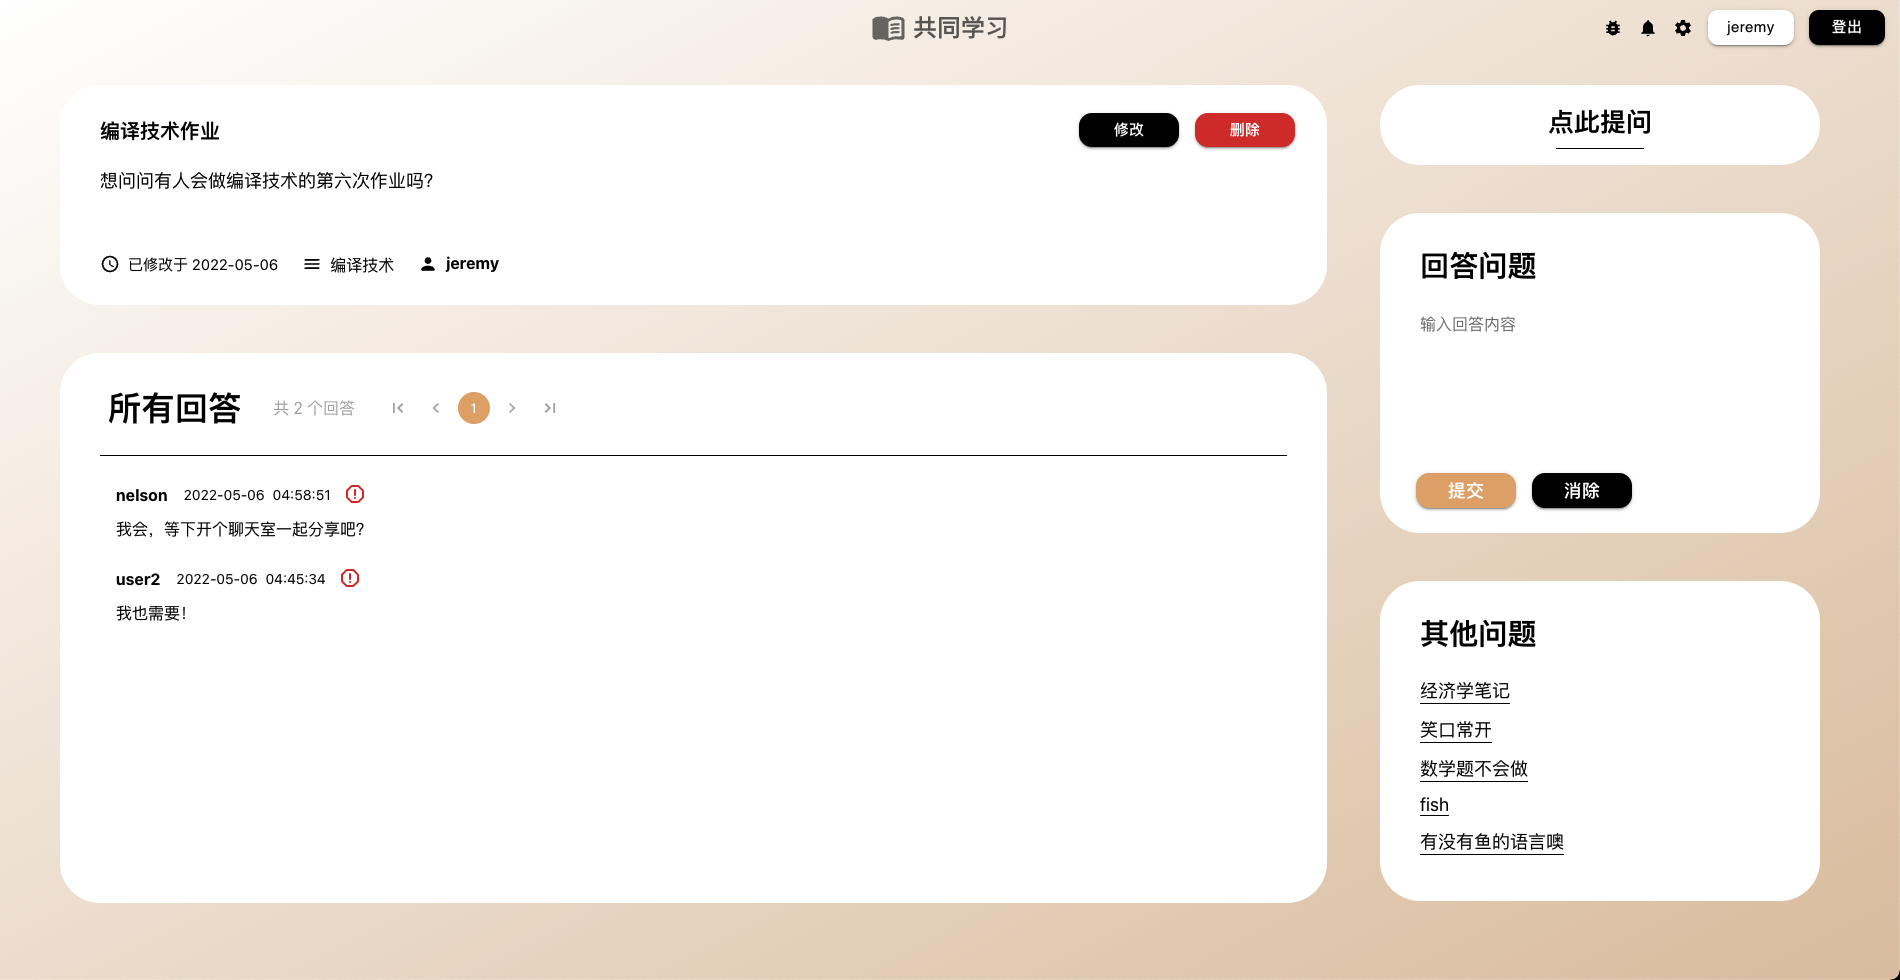 共同学习
jeremy
登出
编译技术作业
修改
删除
想问问有人会做编译技术的第六次作业吗?
已修改于 2022-05-06
编译技术
jeremy
所有回答
共 2 个回答
1
nelson 2022-05-06 04:58:51
我会，等下开个聊天室一起分享吧?
user2 2022-05-06 04:45:34
我也需要!
点此提问
回答问题
输入回答内容
提交
消除
其他问题
经济学笔记
笑口常开
数学题不会做
fish
有没有鱼的语言噢